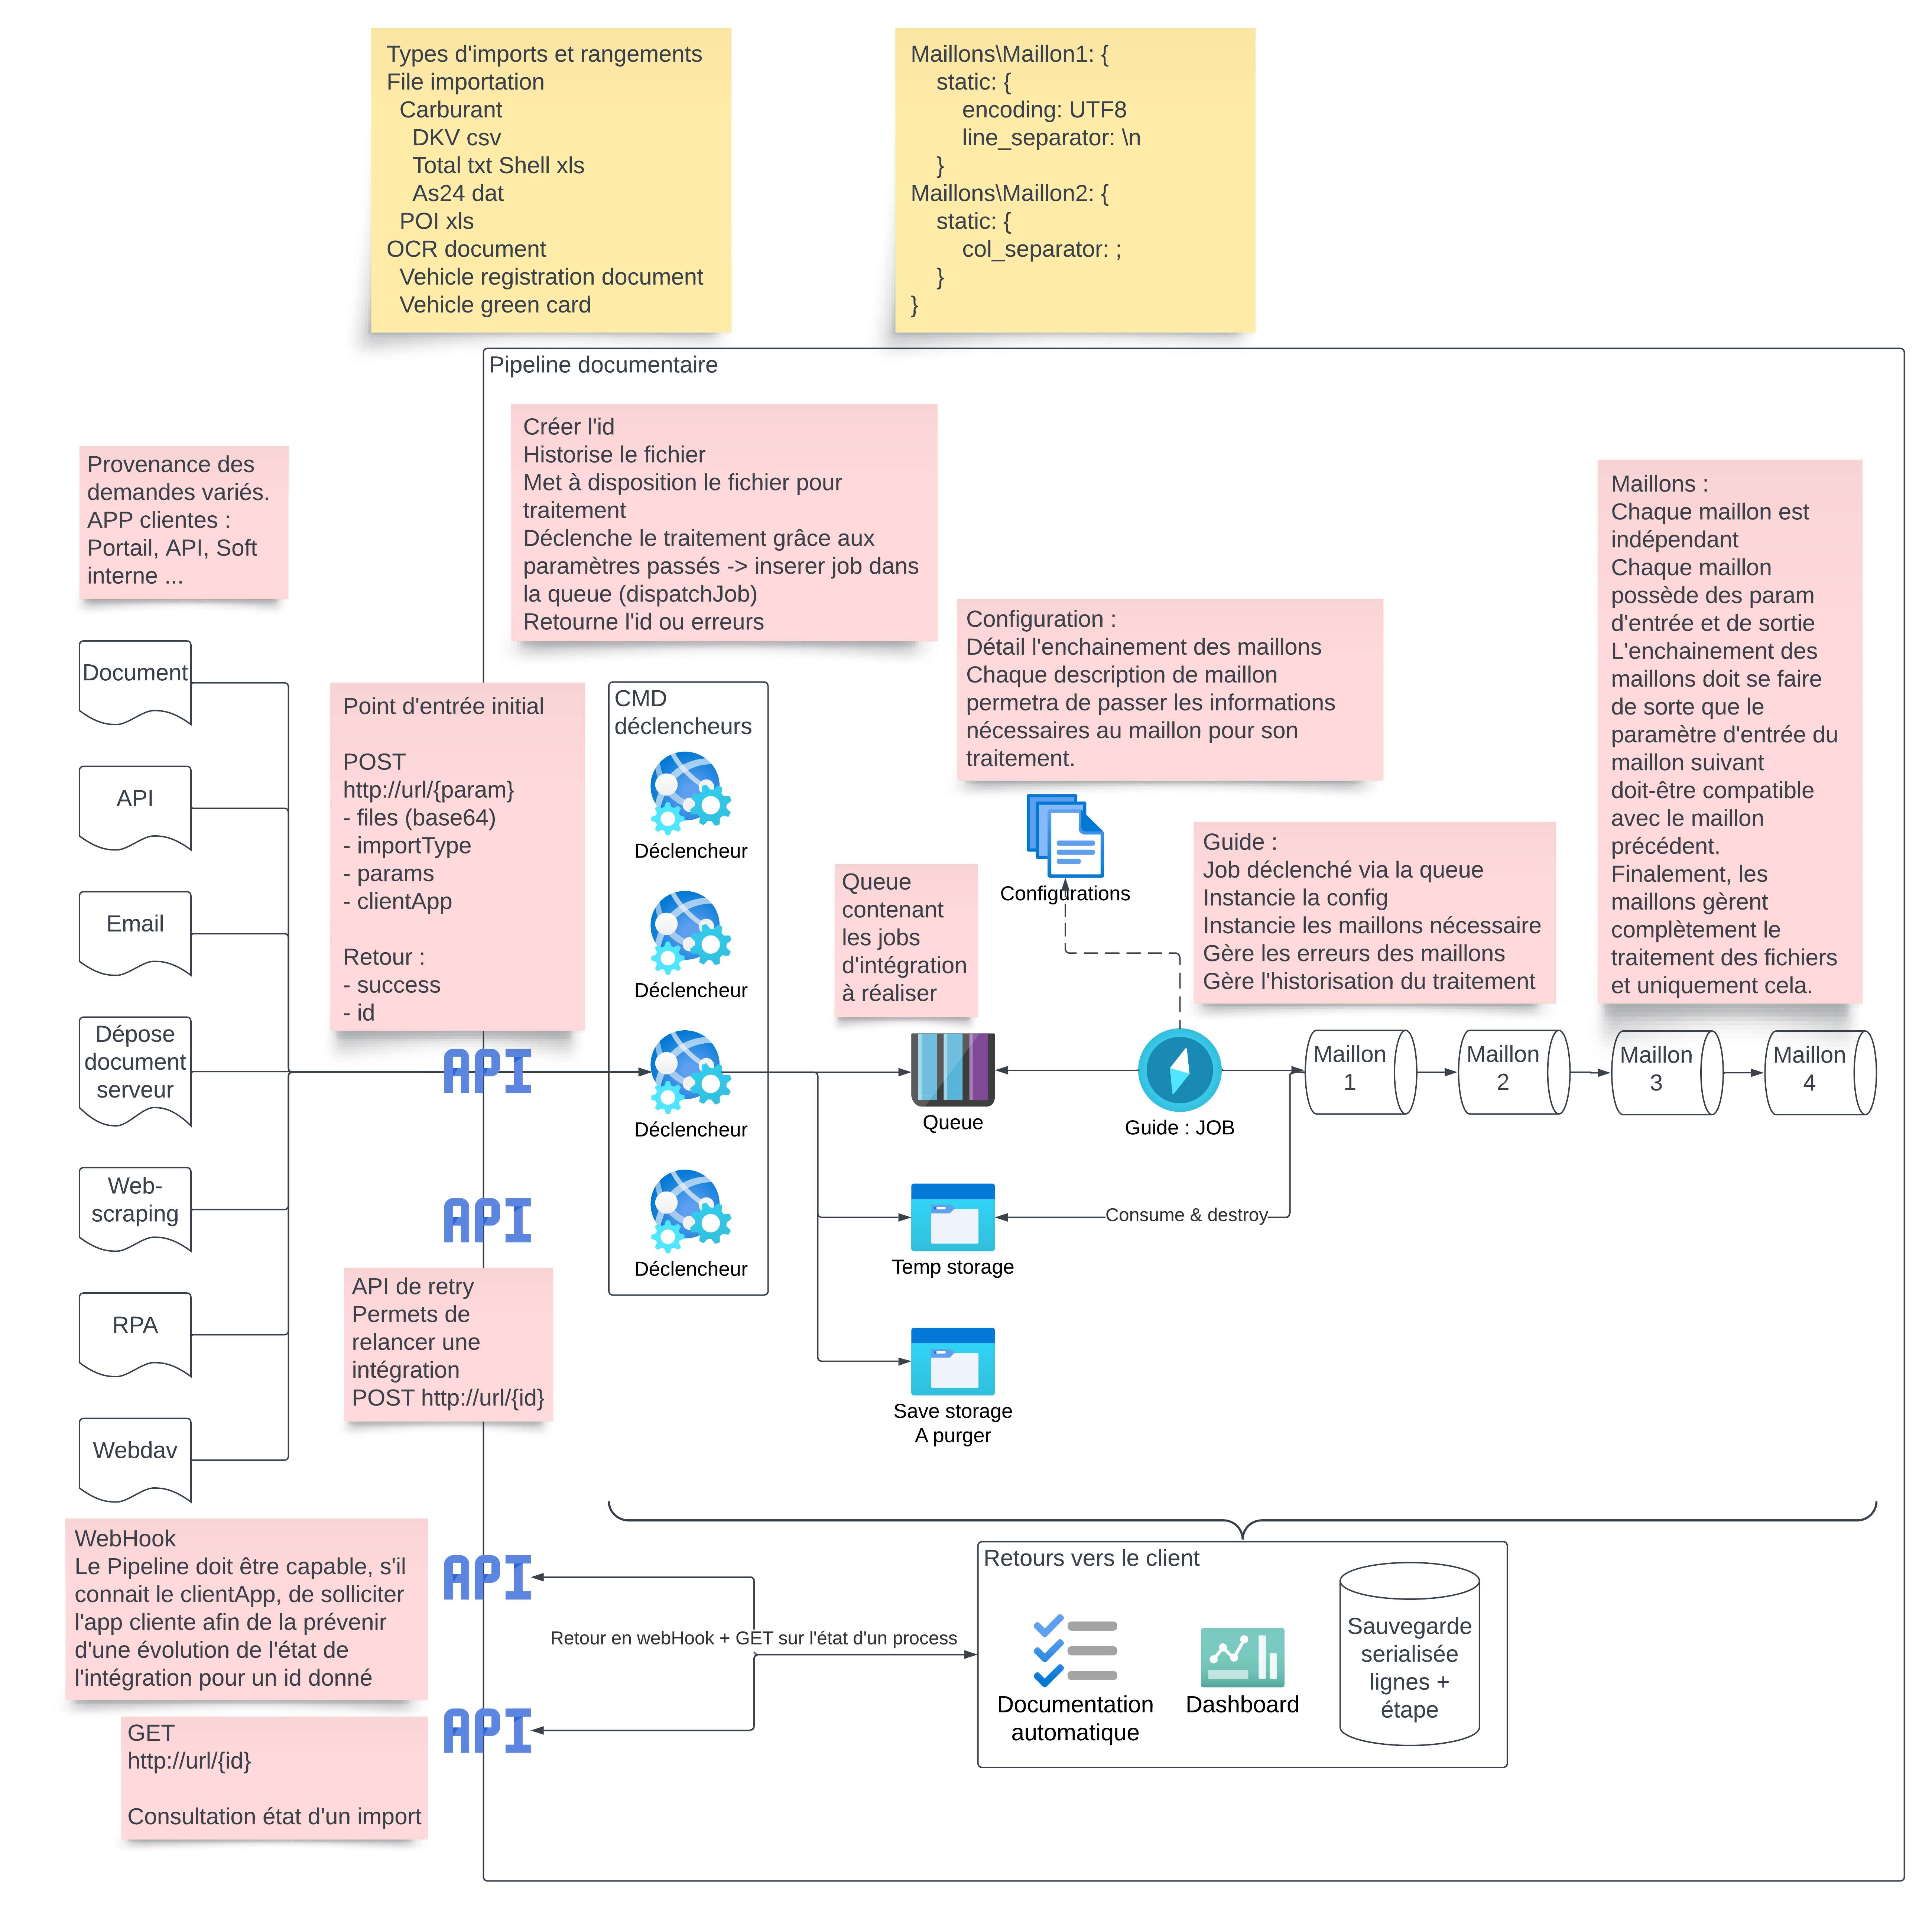 Types d'imports et rangements
File importation
Carburant
DKV csv
Total txt Shell xls
As24 dat
POI xls
OCR document
Vehicle registration document
Vehicle green card
Maillons\Maillon1: {
static: {
encoding: UTF8
line_separator: \n
}
Maillons\Maillon2: {
static: {
col_separator: ;
}
}
Pipeline documentaire
Provenance des
demandes variés.
APP clientes :
Portail, API, Soft
interne ...
Créer l'id
Historise le fichier
Met à disposition le fichier pour
traitement
Déclenche le traitement grâce aux
paramètres passés -> inserer job dans
la queue (dispatchJob)
Retourne l'id ou erreurs
Configuration :
Détail l'enchainement des maillons
Chaque description de maillon
permetra de passer les informations
nécessaires au maillon pour son
traitement.
Maillons :
Chaque maillon est
indépendant
Chaque maillon
possède des param
d'entrée et de sortie
L'enchainement des
maillons doit se faire
de sorte que le
paramètre d'entrée du
maillon suivant
doit-être compatible
avec le maillon
précédent.
Finalement, les
maillons gèrent
complètement le
traitement des fichiers
et uniquement cela.
Document
API
Email
Dépose
document
serveur
Web-
scraping
RPA
Webdav
Point d'entrée initial
POST
http://url/{param}
- files (base64)
- importType
- params
- clientApp
Retour :
- success
- id
API
CMD
déclencheurs
Déclencheur
Déclencheur
Déclencheur
Déclencheur
Queue
contenant
les jobs
d'intégration
à réaliser
Configurations
Guide :
Job déclenché via la queue
Instancie la config
Instancie les maillons nécessaire
Gère les erreurs des maillons
Gère l'historisation du traitement
Queue
Guide : JOB
Maillon
1
Maillon
2
Maillon
3
Maillon
4
Temp storage
Consume & destroy
Save storage
A purger
API
API de retry
Permets de
relancer une
intégration
POST http://url/{id}
WebHook
Le Pipeline doit être capable, s'il
connait le clientApp, de solliciter
l'app cliente afin de la prévenir
d'une évolution de l'état de
l'intégration pour un id donné
API
Retour en webHook + GET sur l'état d'un process
API
GET
http://url/{id}
Consultation état d'un import
Retours vers le client
Documentation
automatique
Dashboard
Sauvegarde
serialisée
lignes +
étape